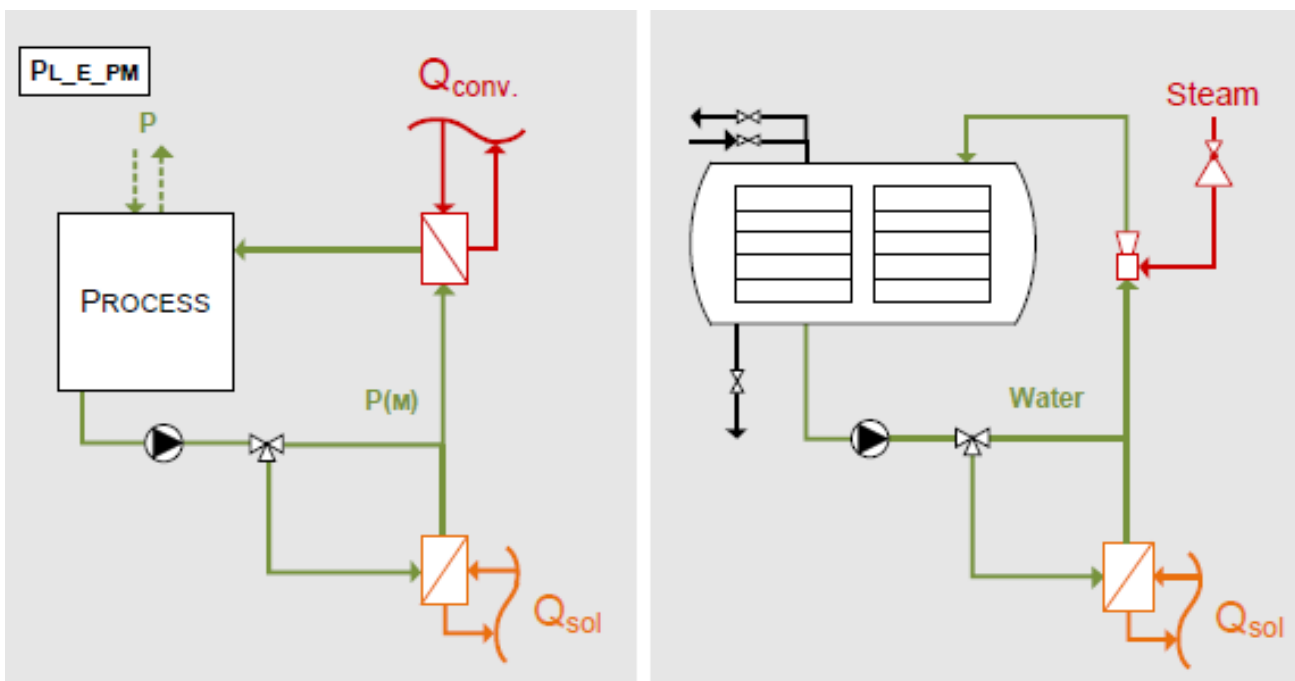 PL_E_PM
Qconv.
P
PROCESS
P(M)
Qsol
Steam
Water
Qsol